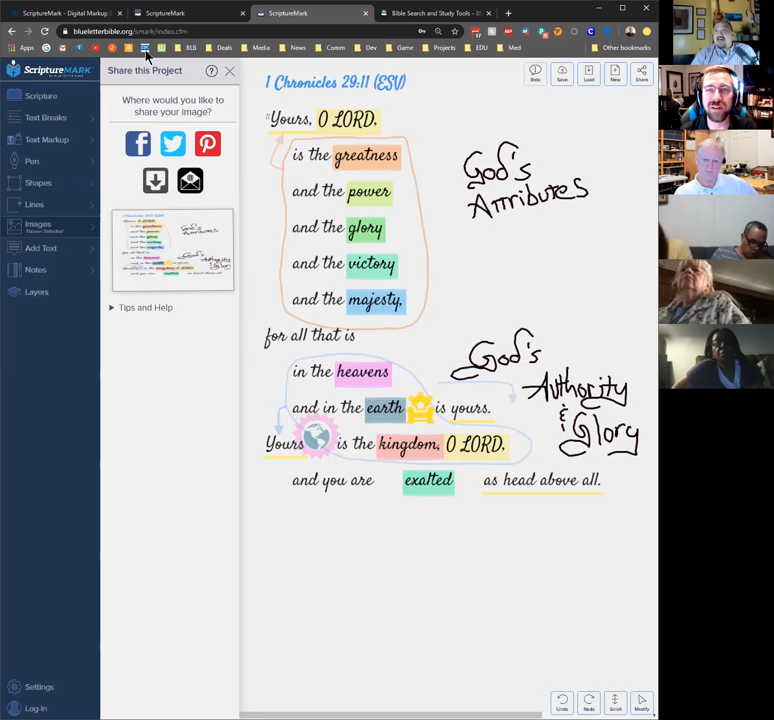 ScriptureMARK - Digital Markup B
ScriptureMark
ScriptureMark
Bible Search and Study Tools - Bl
blueletterbible.org/smark/index.cfm
Apps
BLB
Deals
Media
News
Comm
Dev
Games
Projects
EDU
Med
Other bookmarks
SCRIPTUREMARK
Share this Project
Where would you like to
share your image?
Tips and Help
Scripture
Text Breaks
Text Markup
Pen
Shapes
Lines
Images
Add Text
Notes
Layers
Settings
Log-In
1 Chronicles 29:11 (ESV)
Beta
Save
Load
New
Share
11 Yours, O LORD,
is the greatness
and the power
and the glory
and the victory
and the majesty,
God's
Attributes
for all that is
in the heavens
and in the earth is yours.
Yours is the kingdom, O LORD,
and you are exalted as head above all.
God's
Authority
&
Glory
Undo
Redo
Scroll
Modify